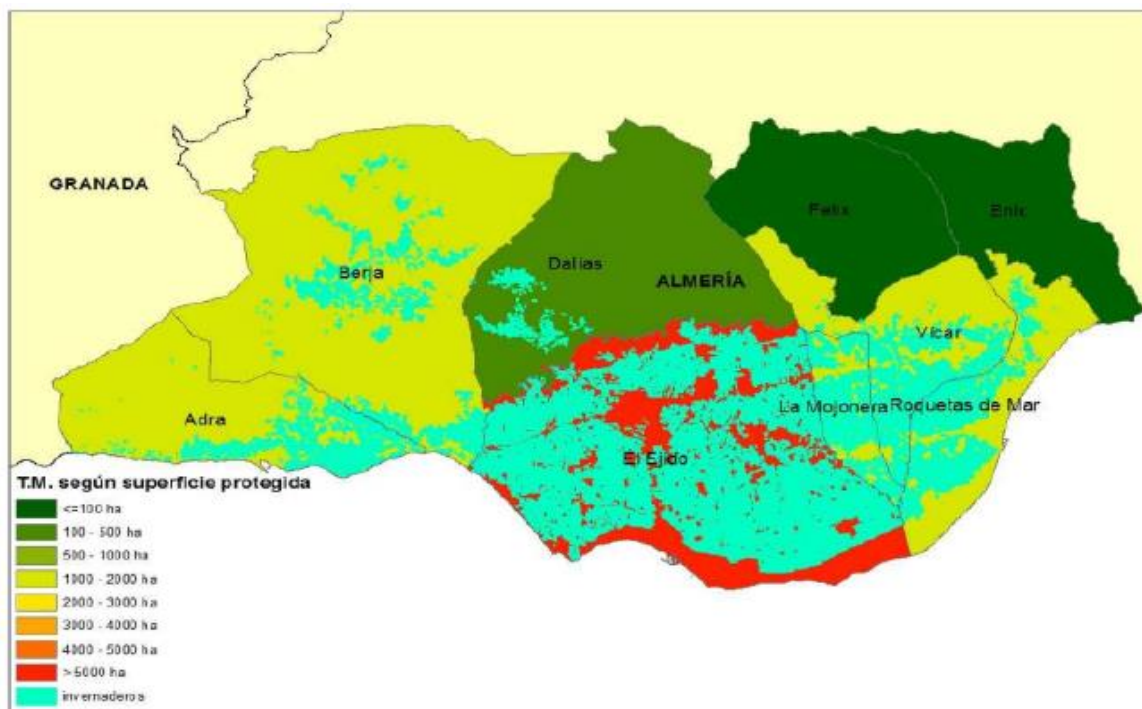 GRANADA
Felix
Enix
Berja
Dalías
ALMERÍA
Vícar
La Mojonera
Roquetas de Mar
Adra
El Ejido
T.M. según superficie protegida
<=100 ha
100 - 500 ha
500 - 1000 ha
1000 - 2000 ha
2000 - 3000 ha
3000 - 4000 ha
4000 - 5000 ha
>5000 ha
invernaderos